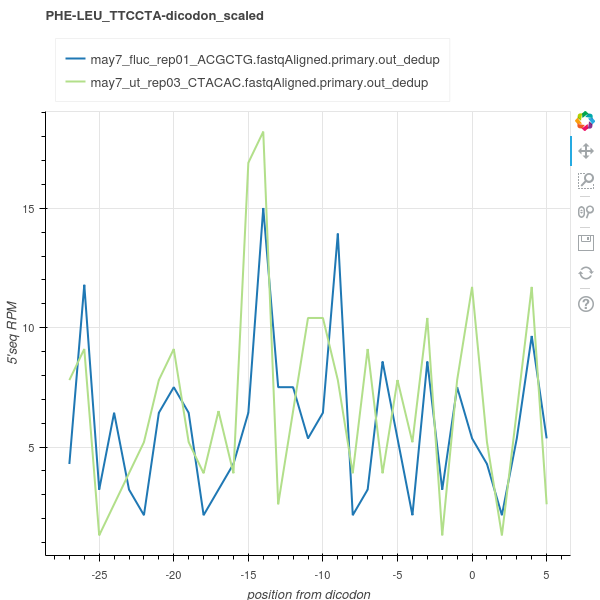 PHE-LEU_TTCCTA-dicodon_scaled
may7_fluc_rep01_ACGCTG.fastqAligned.primary.out_dedup
may7_ut_rep03_CTACAC.fastqAligned.primary.out_dedup
15
10
5
5'seq RPM
-25 -20 -15 -10 -5 0 5
position from dicodon